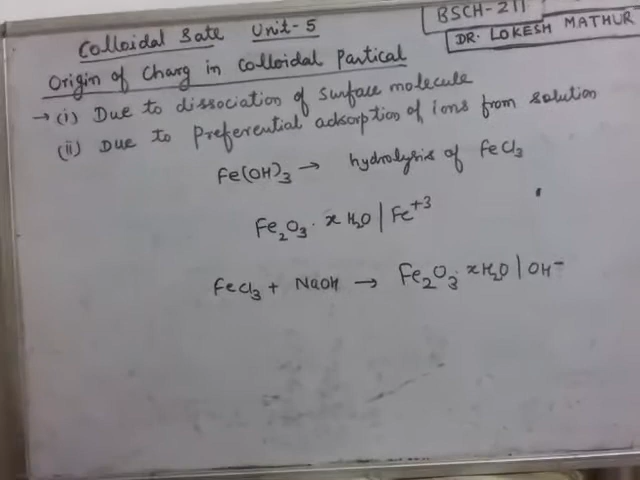 BSCH-211
DR. LOKESH MATHUR
Colloidal Sate Unit-5
Origin of Charg in Colloidal Partical
→ (i) Due to dissociation of surface molecule
(ii) Due to Preferential adsorption of ions from solution
Fe(OH)₃ → hydrolysis of FeCl₃
Fe₂O₃ · xH₂O | Fe⁺³
FeCl₃ + NaOH → Fe₂O₃ · xH₂O | OH⁻